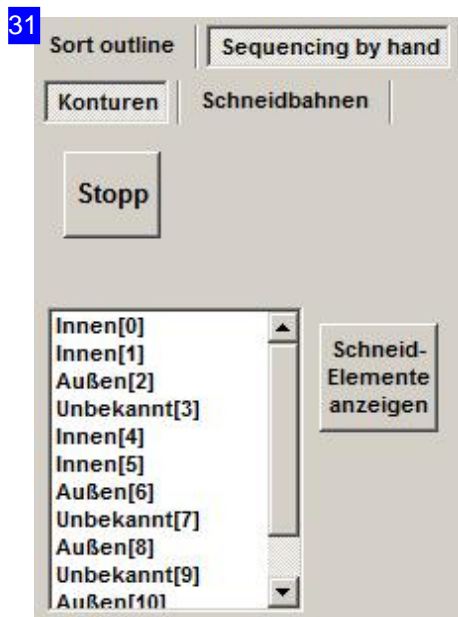 31
Sort outline Sequencing by hand
Konturen Schneidbahnen
Stopp
Innen[0]
Innen[1]
Außen[2]
Unbekannt[3]
Innen[4]
Innen[5]
Außen[6]
Unbekannt[7]
Außen[8]
Unbekannt[9]
Außen[10]
Schneid-
Elemente
anzeigen